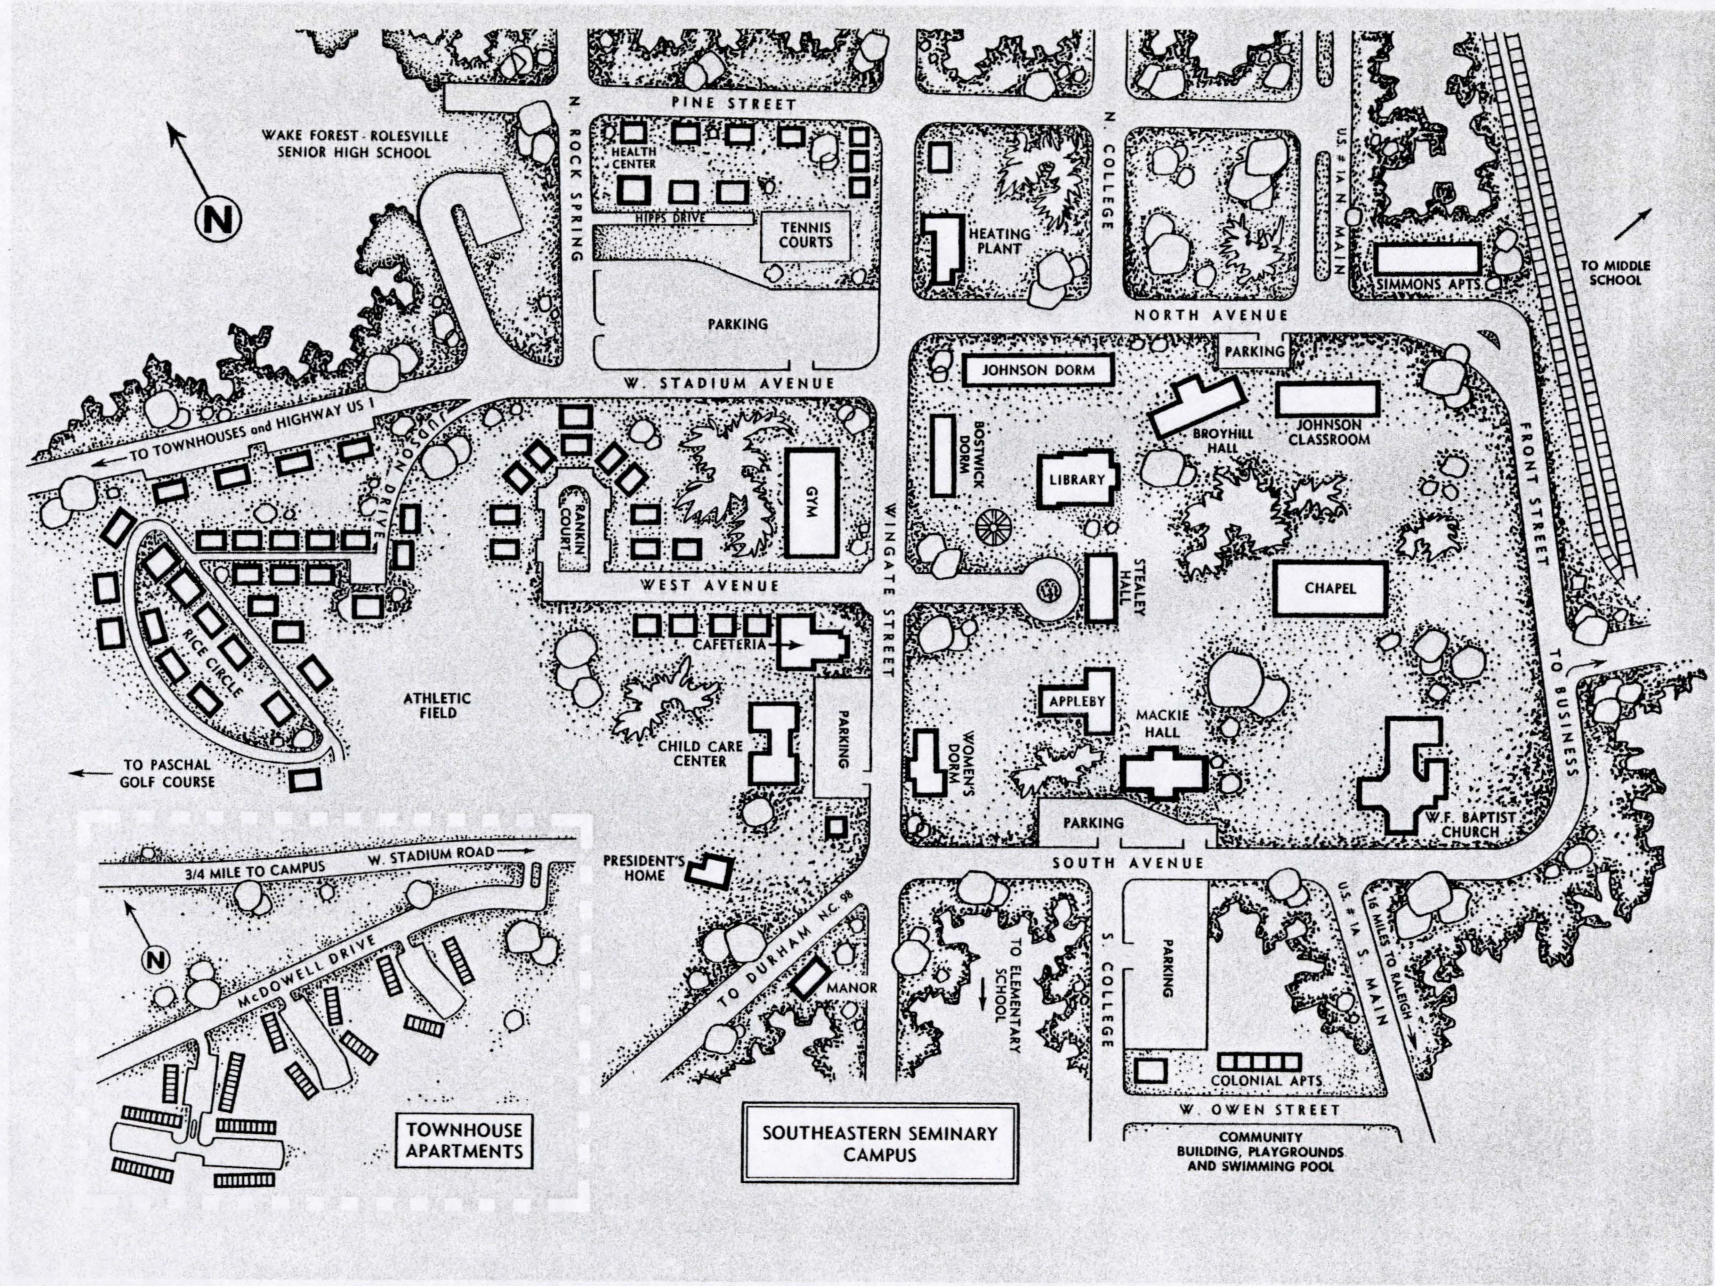 PINE STREET
WAKE FOREST - ROLESVILLE
SENIOR HIGH SCHOOL
N
N. ROCK SPRING
HEALTH
CENTER
HIPPS DRIVE
TENNIS
COURTS
PARKING
HEATING
PLANT
N. COLLEGE
U.S. # 1A N MAIN
SIMMONS APTS.
TO MIDDLE
SCHOOL
NORTH AVENUE
W. STADIUM AVENUE
TO TOWNHOUSES and HIGHWAY US 1
JUDSON DRIVE
JOHNSON DORM
PARKING
BROYHILL
HALL
JOHNSON
CLASSROOM
BOSTWICK
DORM
LIBRARY
GYM
RANKIN
COURT
FRONT STREET
WEST AVENUE
WINGATE STREET
STEALEY
HALL
CHAPEL
RICE CIRCLE
CAFETERIA
ATHLETIC
FIELD
CHILD CARE
CENTER
PARKING
APPLEBY
MACKIE
HALL
WOMEN'S
DORM
TO BUSINESS
TO PASCHAL
GOLF COURSE
PARKING
W.F. BAPTIST
CHURCH
SOUTH AVENUE
PRESIDENT'S
HOME
3/4 MILE TO CAMPUS
W. STADIUM ROAD
N
McDOWELL DRIVE
TO DURHAM N.C. 98
MANOR
TO ELEMENTARY
SCHOOL
S. COLLEGE
PARKING
U.S. # 1A S. MAIN
16 MILES TO RALEIGH
COLONIAL APTS.
W. OWEN STREET
COMMUNITY
BUILDING, PLAYGROUNDS
AND SWIMMING POOL
TOWNHOUSE
APARTMENTS
SOUTHEASTERN SEMINARY
CAMPUS